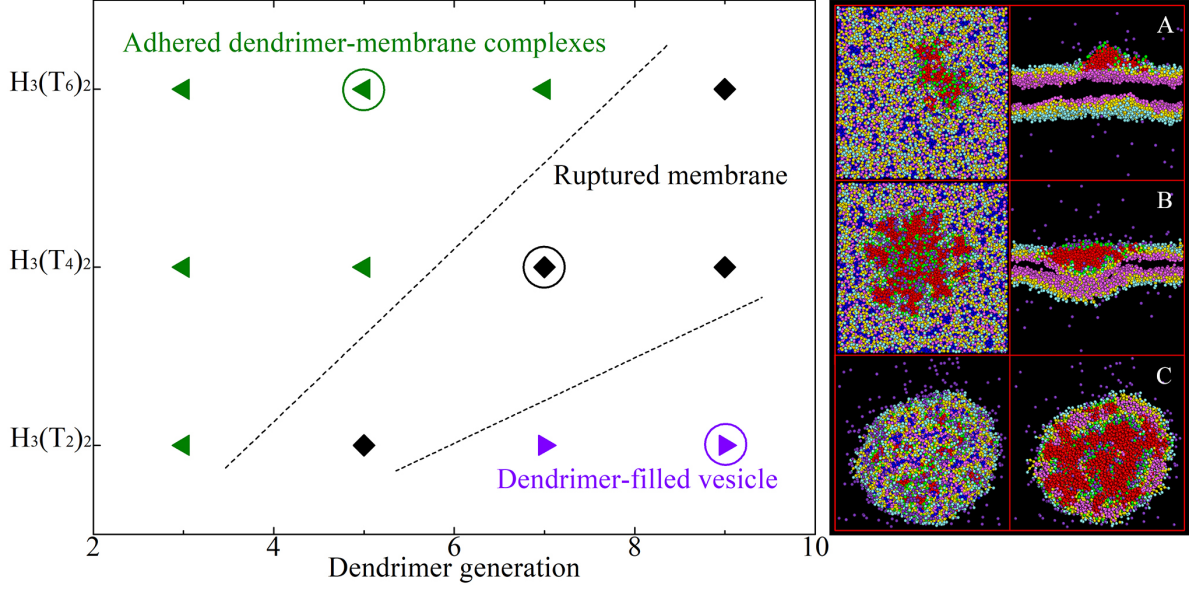 Adhered dendrimer-membrane complexes
H₃(T₆)₂
Ruptured membrane
H₃(T₄)₂
H₃(T₂)₂
Dendrimer-filled vesicle
2 4 6 8 10
Dendrimer generation
A
B
C